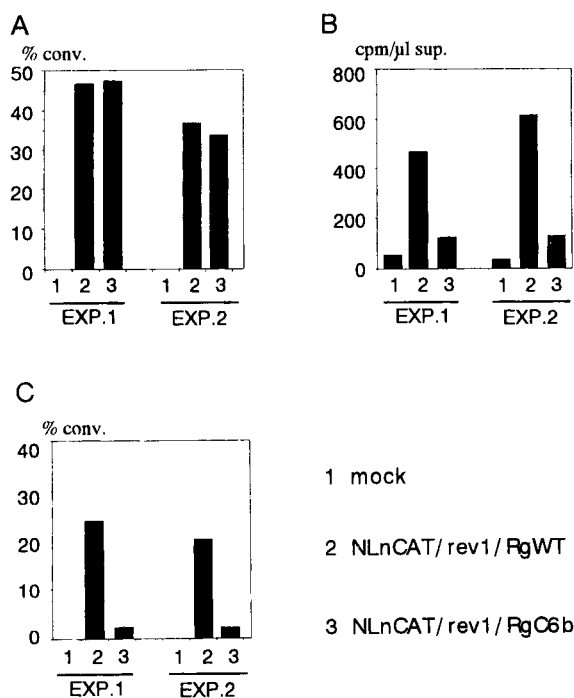 A
% conv.
50
40
30
20
10
0
1 2 3 1 2 3
EXP.1 EXP.2
B
cpm/µl sup.
800
600
400
200
0
1 2 3 1 2 3
EXP.1 EXP.2
C
% conv.
40
30
20
10
0
1 2 3 1 2 3
EXP.1 EXP.2
1 mock
2 NLnCAT/rev1/RgWT
3 NLnCAT/rev1/RgC6b